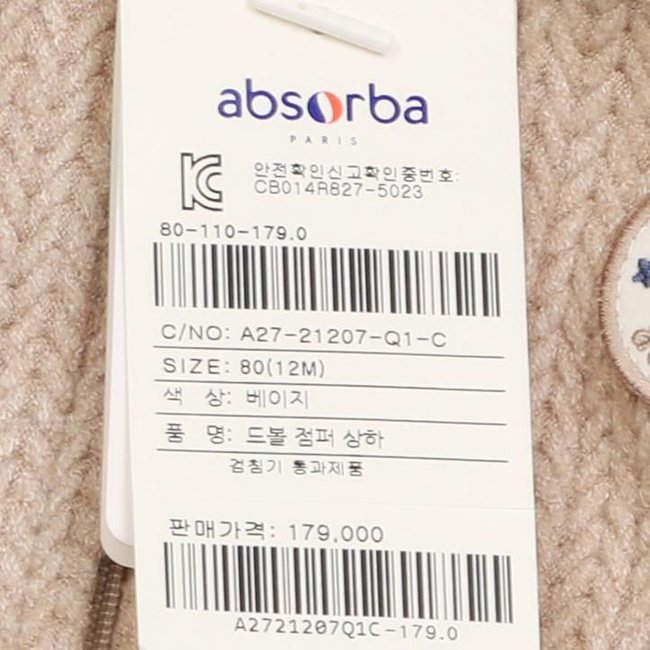 absorba
PARIS
안전확인신고확인증번호:
CB014R827-5023
80-110-179.0
C/NO: A27-21207-Q1-C
SIZE: 80(12M)
색 상: 베이지
품 명: 드볼 점퍼 상하
검침기 통과제품
판매가격: 179,000
A2721207Q1C-179.0